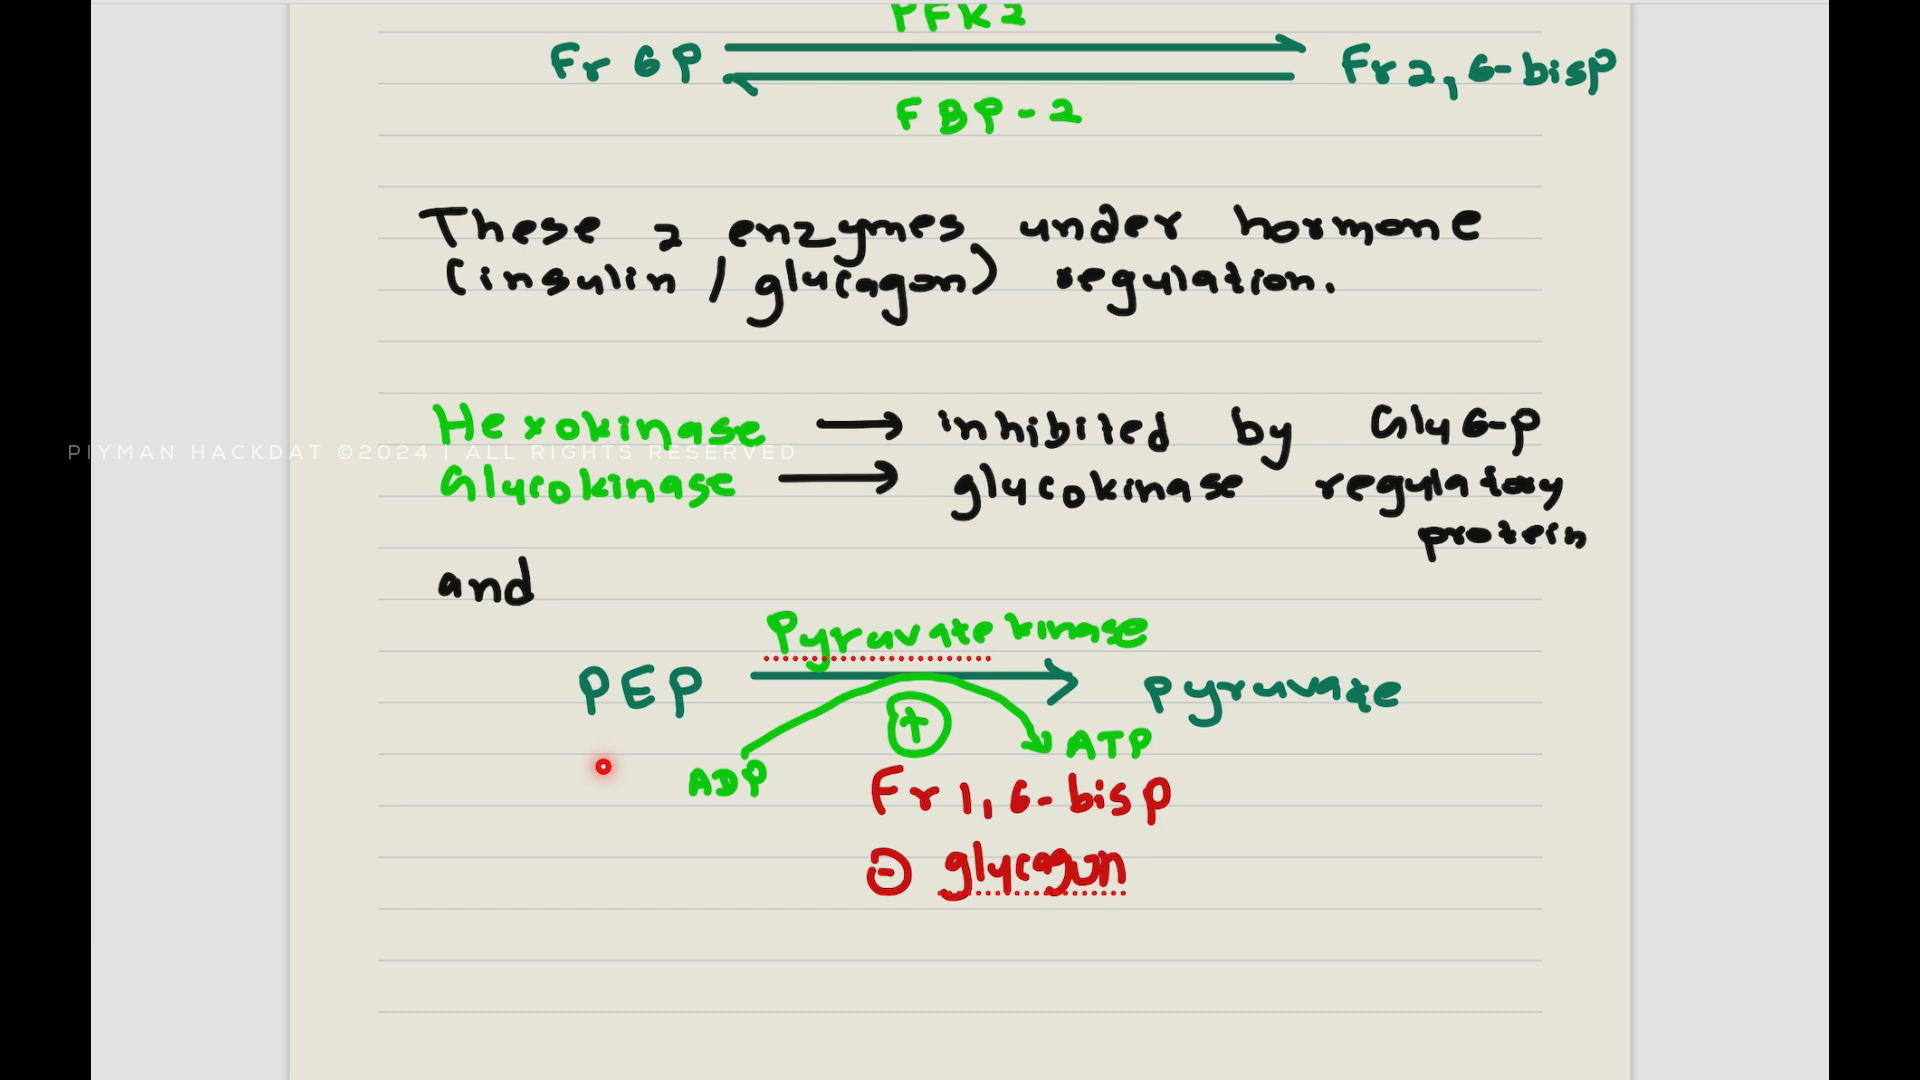 PFK2
Fr 6P Fr 2,6-bisp
FBP-2
These 2 enzymes under hormone
(insulin / glucagon) regulation.
Hexokinase → inhibited by Glu 6-P
PIYMAN HACKDAT ©2024 | ALL RIGHTS RESERVED
Glucokinase → glucokinase regulatory
protein
and
Pyruvate kinase
PEP → pyruvate
+
ADP ATP
Fr 1,6-bisp
⊖ glucagon